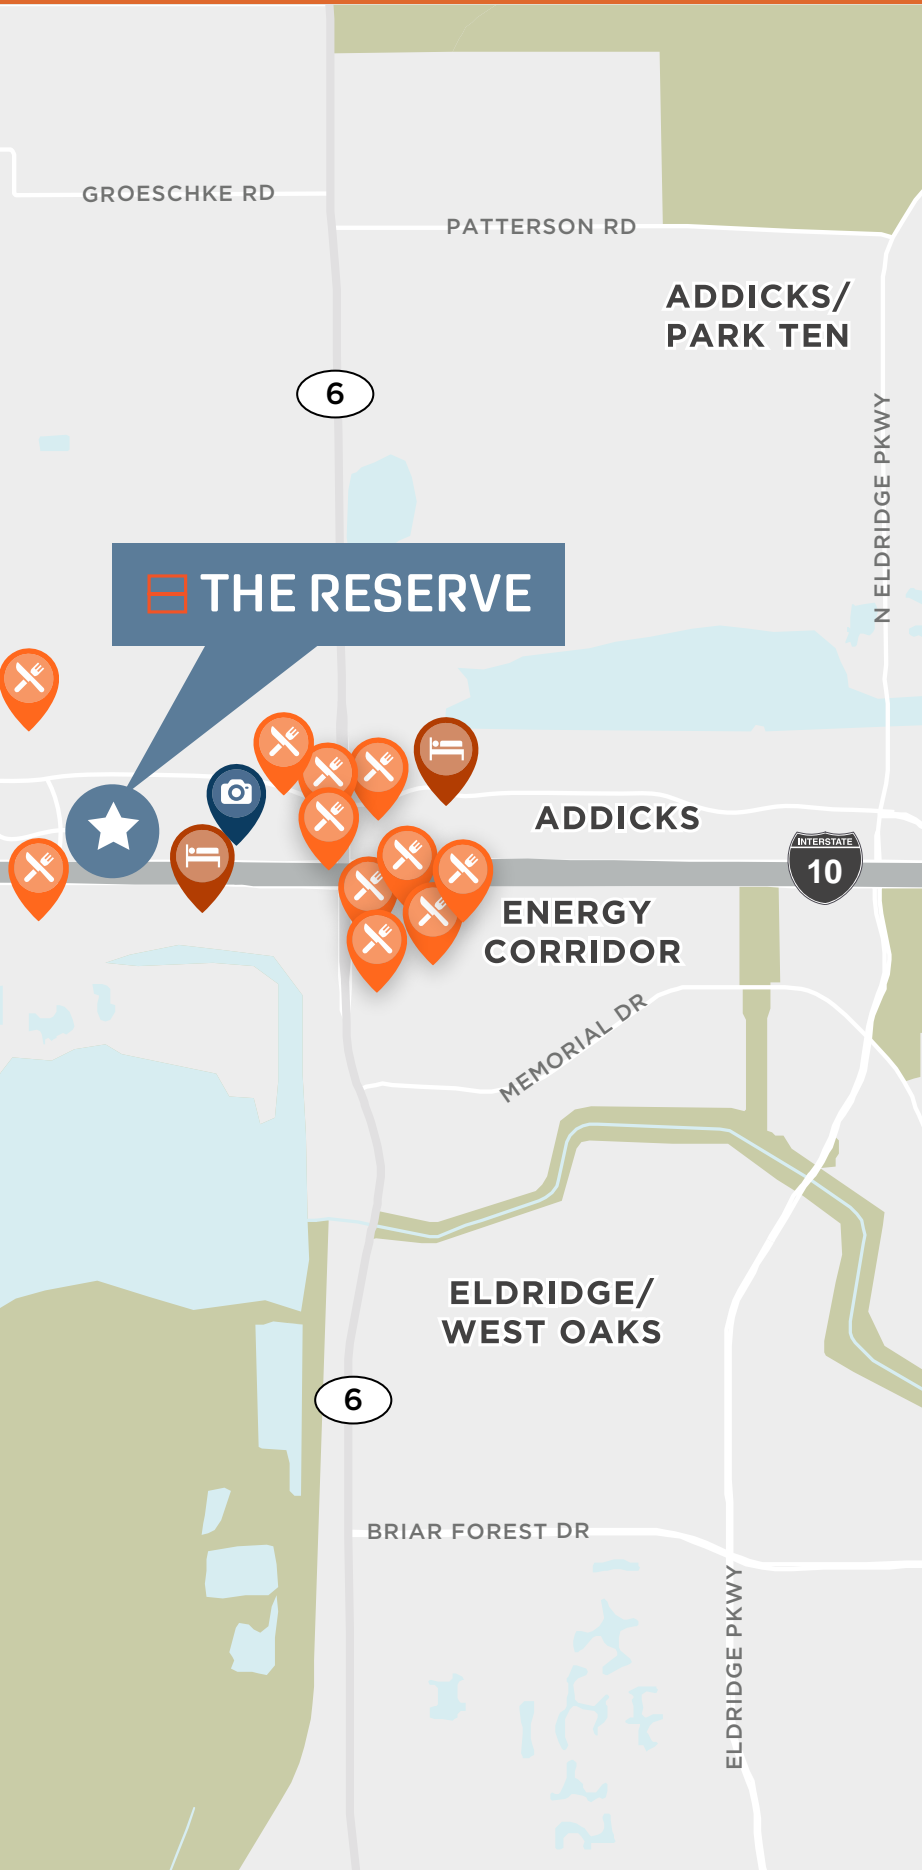 GROESCHKE RD
PATTERSON RD
ADDICKS/
PARK TEN
6
N ELDRIDGE PKWY
THE RESERVE
ADDICKS
INTERSTATE
10
ENERGY
CORRIDOR
MEMORIAL DR
ELDRIDGE/
WEST OAKS
6
BRIAR FOREST DR
ELDRIDGE PKWY